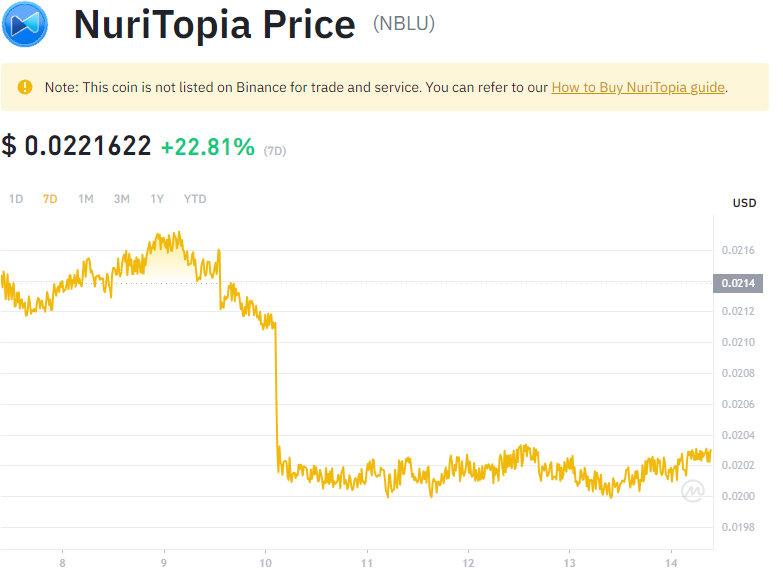 NuriTopia Price (NBLU)
Note: This coin is not listed on Binance for trade and service. You can refer to our How to Buy NuriTopia guide.
$ 0.0221622 +22.81% (7D)
1D 7D 1M 3M 1Y YTD
USD
0.0216
0.0214
0.0212
0.0210
0.0208
0.0206
0.0204
0.0202
0.0200
0.0198
8 9 10 11 12 13 14